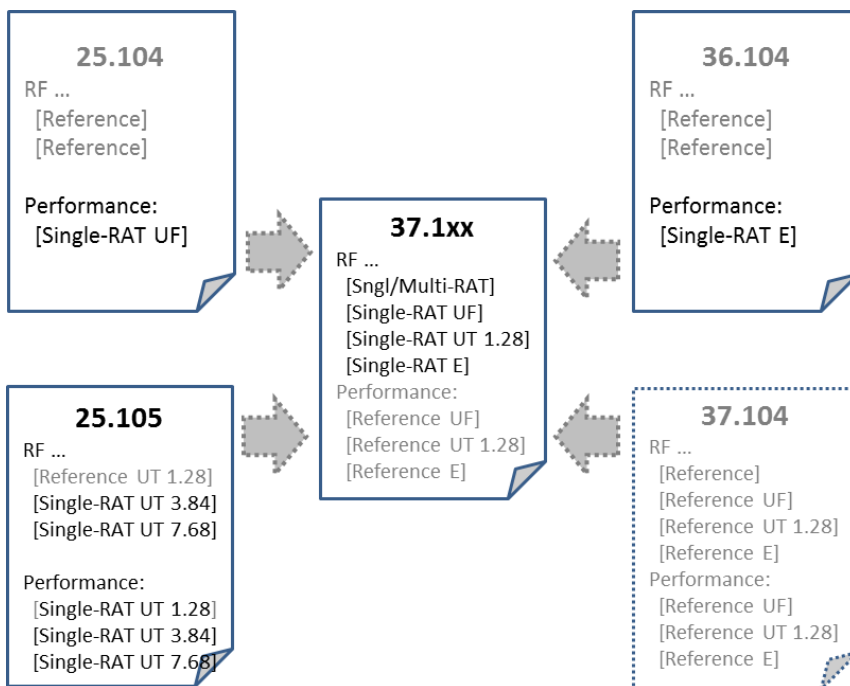 25.104
RF ...
[Reference]
[Reference]
Performance:
[Single-RAT UF]
36.104
RF ...
[Reference]
[Reference]
Performance:
[Single-RAT E]
37.1xx
RF ...
[Sngl/Multi-RAT]
[Single-RAT UF]
[Single-RAT UT 1.28]
[Single-RAT E]
Performance:
[Reference UF]
[Reference UT 1.28]
[Reference E]
25.105
RF ...
[Reference UT 1.28]
[Single-RAT UT 3.84]
[Single-RAT UT 7.68]
Performance:
[Single-RAT UT 1.28]
[Single-RAT UT 3.84]
[Single-RAT UT 7.68]
37.104
RF ...
[Reference]
[Reference UF]
[Reference UT 1.28]
[Reference E]
Performance:
[Reference UF]
[Reference UT 1.28]
[Reference E]